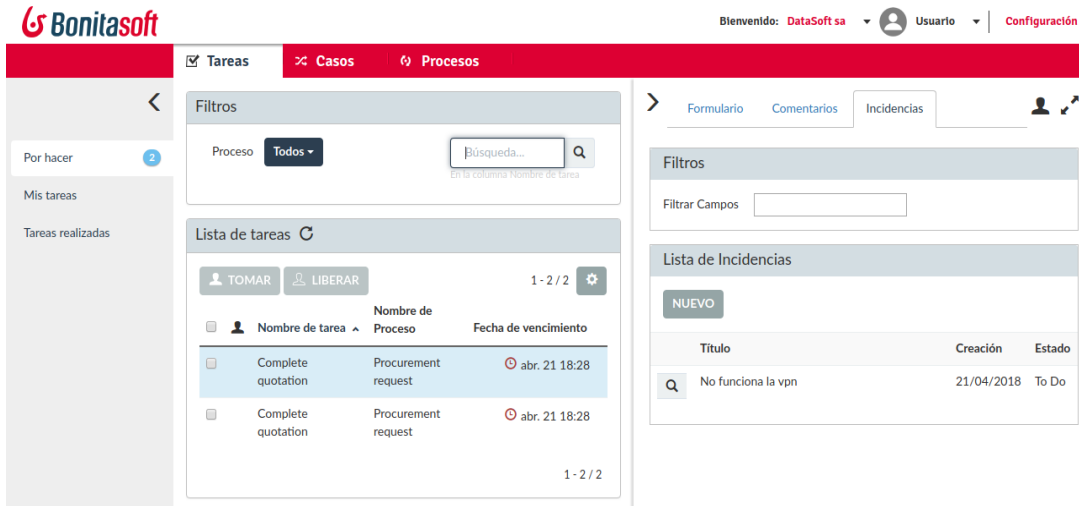 Bonitasoft
Bienvenido: DataSoft sa Usuario Configuración
Tareas Casos Procesos
Por hacer 2
Mis tareas
Tareas realizadas
Filtros
Proceso Todos Búsqueda...
En la columna Nombre de tarea
Lista de tareas
TOMAR LIBERAR 1 - 2 / 2
Nombre de tarea Nombre de Proceso Fecha de vencimiento
Complete quotation Procurement request abr. 21 18:28
Complete quotation Procurement request abr. 21 18:28
1 - 2 / 2
Formulario Comentarios Incidencias
Filtros
Filtrar Campos
Lista de Incidencias
NUEVO
Título Creación Estado
No funciona la vpn 21/04/2018 To Do